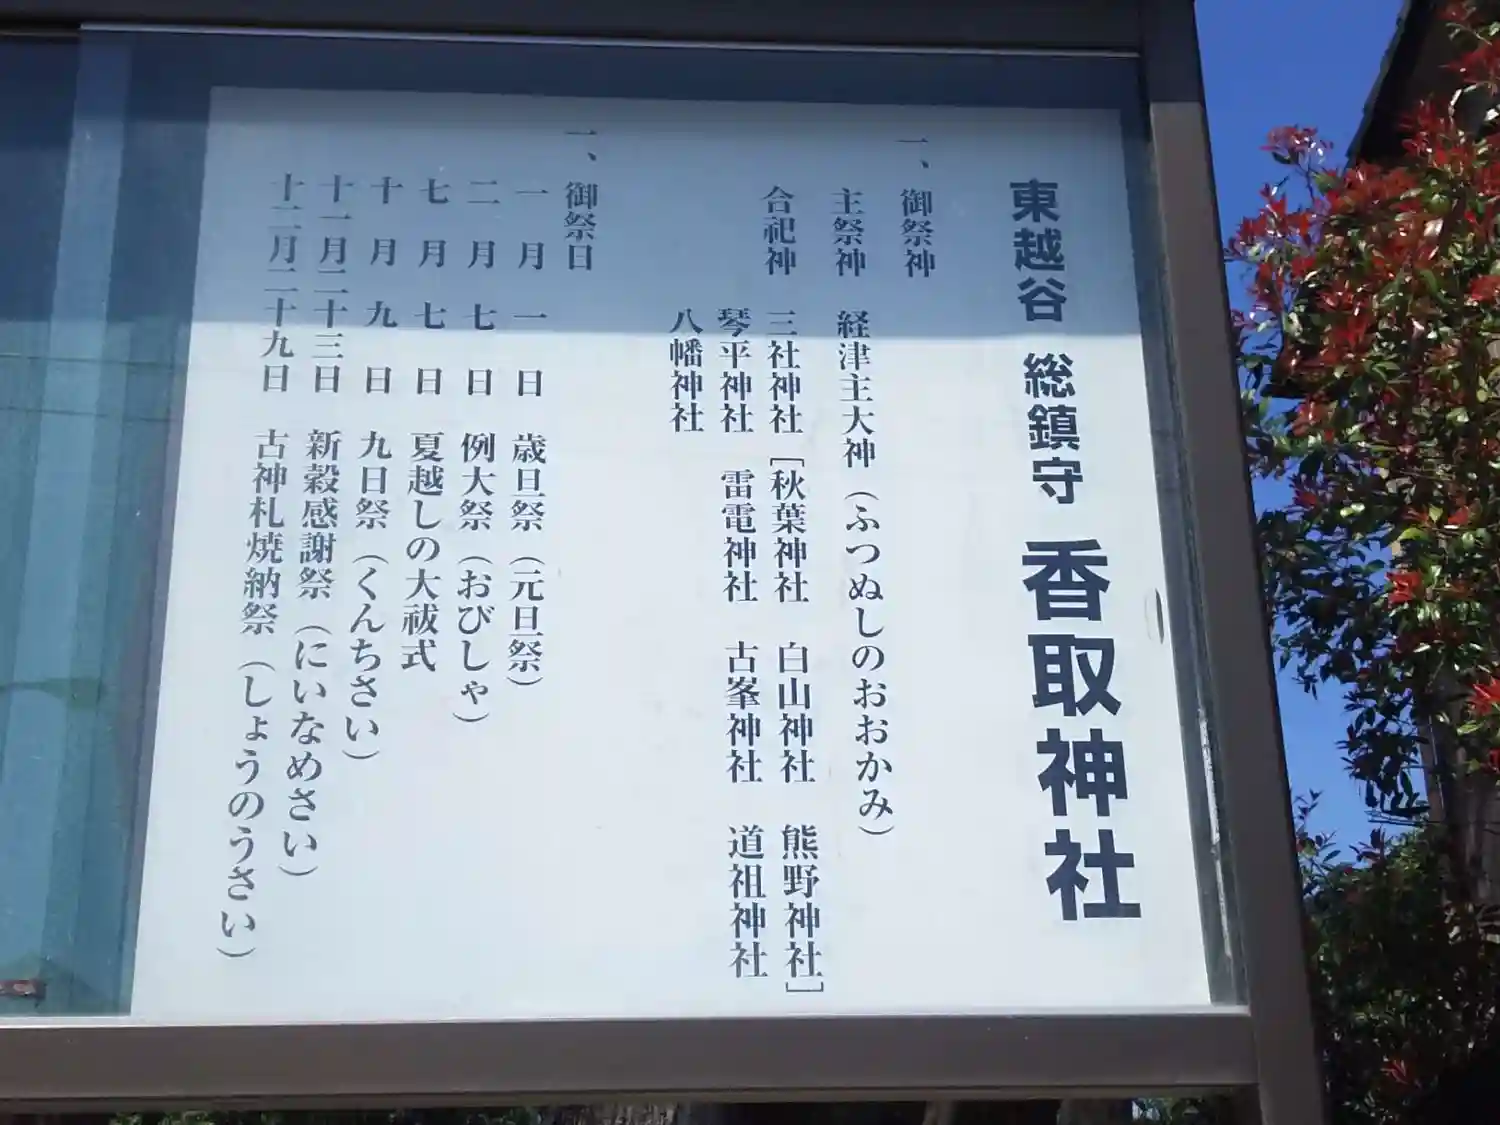 東越谷 総鎮守 香取神社
一、御祭神
主祭神 経津主大神（ふつぬしのおおかみ）
合祀神 三社神社［秋葉神社 白山神社 熊野神社］
琴平神社 雷電神社 古峯神社 道祖神社
八幡神社
一、御祭日
一月一日 歳旦祭（元旦祭）
二月七日 例大祭（おびしゃ）
七月七日 夏越しの大祓式
十月九日 九日祭（くんちさい）
十一月二十三日 新穀感謝祭（にいなめさい）
十二月二十九日 古神札焼納祭（しょうのうさい）